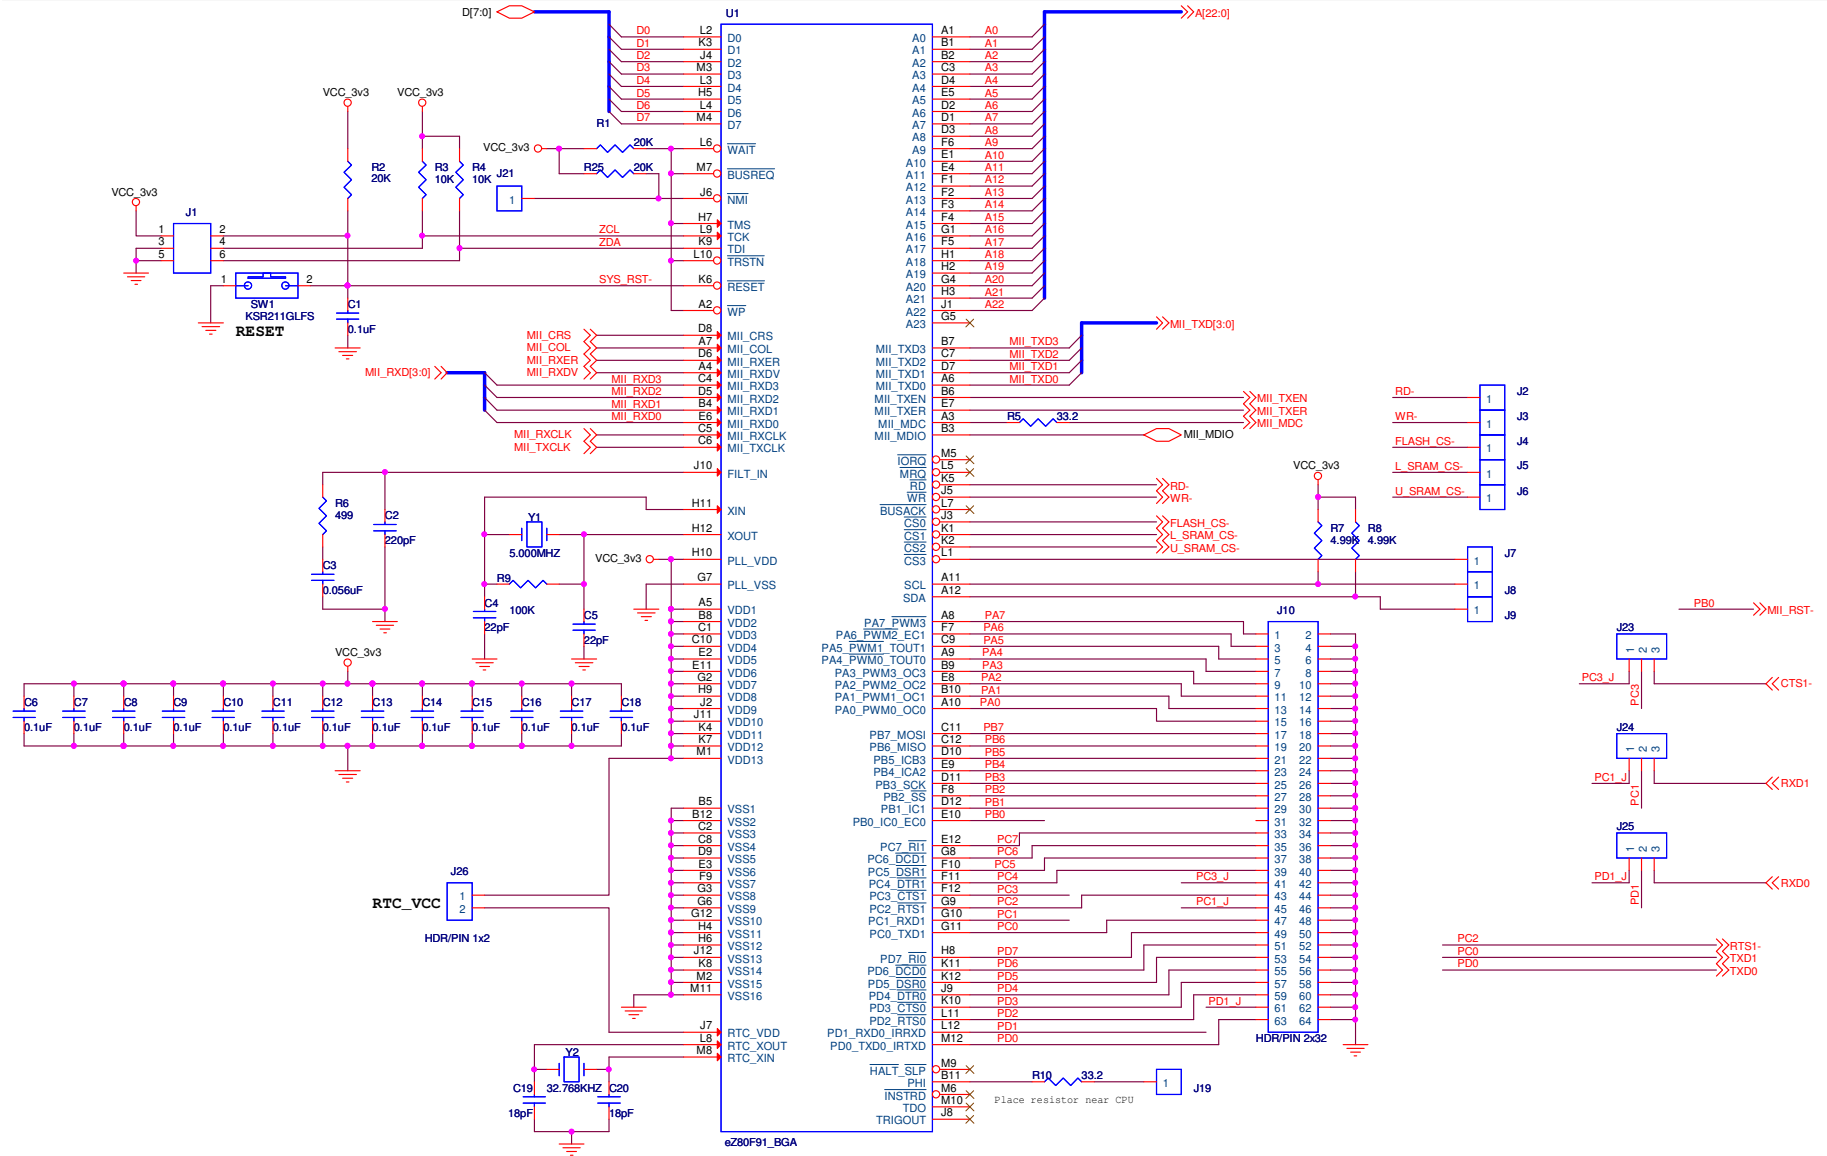 D[7:0]
U1
A[22:0]
D0 L2 D0
D1 K3 D1
D2 J4 D2
D3 M3 D3
D4 L3 D4
D5 H5 D5
D6 L4 D6
D7 M4 D7
A0 A1 A0
A1 B1 A1
A2 B2 A2
A3 C3 A3
A4 D4 A4
A5 E5 A5
A6 D2 A6
A7 D1 A7
A8 D3 A8
A9 F6 A9
A10 E1 A10
A11 E4 A11
A12 F1 A12
A13 F2 A13
A14 F3 A14
A15 F4 A15
A16 G1 A16
A17 F5 A17
A18 H1 A18
A19 H2 A19
A20 G4 A20
A21 H3 A21
A22 J1 A22
A23 G5
VCC_3v3
VCC_3v3
R2
20K
R3
10K
R4
10K
VCC_3v3
R1
20K
R25 20K
J21
1
L6 WAIT
M7 BUSREQ
J6 NMI
H7 TMS
ZCL L9 TCK
ZDA K9 TDI
L10 TRSTN
SYS_RST- K6 RESET
A2 WP
VCC_3v3
J1
1 2
3 4
5 6
1 2
SW1
KSR211GLFS
RESET
C1
0.1uF
MII_CRS D8 MII_CRS
MII_COL A7 MII_COL
MII_RXER D6 MII_RXER
MII_RXDV A4 MII_RXDV
MII_RXD[3:0]
MII_RXD3 C4 MII_RXD3
MII_RXD2 D5 MII_RXD2
MII_RXD1 B4 MII_RXD1
MII_RXD0 E6 MII_RXD0
MII_RXCLK C5 MII_RXCLK
MII_TXCLK C6 MII_TXCLK
MII_TXD[3:0]
MII_TXD3 B7 MII_TXD3
MII_TXD2 C7 MII_TXD2
MII_TXD1 D7 MII_TXD1
MII_TXD0 A6 MII_TXD0
MII_TXEN B6 MII_TXEN
MII_TXER E7 MII_TXER
MII_MDC A3 R5 33.2 MII_MDC
MII_MDIO B3 MII_MDIO
RD- 1 J2
WR- 1 J3
FLASH_CS- 1 J4
L_SRAM_CS- 1 J5
U_SRAM_CS- 1 J6
J10 FILT_IN
R6
499
C2
220pF
C3
0.056uF
H11 XIN
H12 XOUT
Y1
5.000MHZ
R9
100K
C4
22pF
C5
22pF
VCC_3v3
H10 PLL_VDD
G7 PLL_VSS
IORQ M5
MRQ L5
RD K5 RD-
WR J5 WR-
BUSACK L7
CS0 J3 FLASH_CS-
CS1 K1 L_SRAM_CS-
CS2 K2 U_SRAM_CS-
CS3 L1
SCL A11
SDA A12
VCC_3v3
R7
4.99K
R8
4.99K
1 J7
1 J8
1 J9
A5 VDD1
B8 VDD2
C1 VDD3
C10 VDD4
E2 VDD5
E11 VDD6
G2 VDD7
H9 VDD8
J2 VDD9
J11 VDD10
K4 VDD11
K7 VDD12
M1 VDD13
VCC_3v3
C6 C7 C8 C9 C10 C11 C12 C13 C14 C15 C16 C17 C18
0.1uF 0.1uF 0.1uF 0.1uF 0.1uF 0.1uF 0.1uF 0.1uF 0.1uF 0.1uF 0.1uF 0.1uF 0.1uF
PA7_PWM3 A8 PA7
PA6_PWM2_EC1 F7 PA6
PA5_PWM1_TOUT1 C9 PA5
PA4_PWM0_TOUT0 A9 PA4
PA3_PWM3_OC3 B9 PA3
PA2_PWM2_OC2 E8 PA2
PA1_PWM1_OC1 B10 PA1
PA0_PWM0_OC0 A10 PA0
PB7_MOSI C11 PB7
PB6_MISO C12 PB6
PB5_ICB3 D10 PB5
PB4_ICA2 E9 PB4
PB3_SCK D11 PB3
PB2_SS F8 PB2
PB1_IC1 D12 PB1
PB0_IC0_EC0 E10 PB0
PC7_RI1 E12 PC7
PC6_DCD1 G8 PC6
PC5_DSR1 F10 PC5
PC4_DTR1 F11 PC4
PC3_CTS1 F12 PC3
PC2_RTS1 G9 PC2
PC1_RXD1 G10 PC1
PC0_TXD1 G11 PC0
PD7_RI0 H8 PD7
PD6_DCD0 K11 PD6
PD5_DSR0 K12 PD5
PD4_DTR0 J9 PD4
PD3_CTS0 K10 PD3
PD2_RTS0 L11 PD2
PD1_RXD0_IRRXD L12 PD1
PD0_TXD0_IRTXD M12 PD0
J10
1 2
3 4
5 6
7 8
9 10
11 12
13 14
15 16
17 18
19 20
21 22
23 24
25 26
27 28
29 30
31 32
33 34
35 36
37 38
39 40
PC3_J 41 42
43 44
PC1_J 45 46
47 48
49 50
51 52
53 54
55 56
57 58
59 60
PD1_J 61 62
63 64
HDR/PIN 2x32
PB0 MII_RST-
J23
1 2 3
PC3_J PC3 CTS1-
J24
1 2 3
PC1_J PC1 RXD1
J25
1 2 3
PD1_J PD1 RXD0
PC2 RTS1-
PC0 TXD1
PD0 TXD0
B5 VSS1
B12 VSS2
C2 VSS3
C8 VSS4
D9 VSS5
E3 VSS6
F9 VSS7
G3 VSS8
G6 VSS9
G12 VSS10
H4 VSS11
H6 VSS12
J12 VSS13
K8 VSS14
M2 VSS15
M11 VSS16
J26
RTC_VCC
1
2
HDR/PIN 1x2
J7 RTC_VDD
L8 RTC_XOUT
M8 RTC_XIN
Y2
32.768KHZ
C19
18pF
C20
18pF
HALT_SLP M9
PHI B11 R10 33.2 1 J19
INSTRD M6
TDO M10
TRIGOUT J8
Place resistor near CPU
eZ80F91_BGA